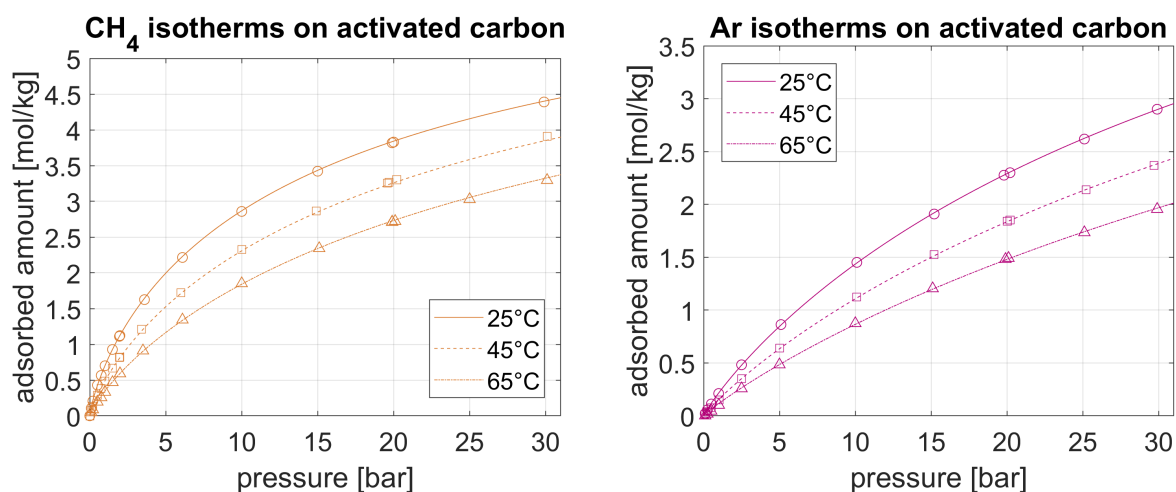 CH4 isotherms on activated carbon
adsorbed amount [mol/kg]
5
4.5
4
3.5
3
2.5
2
1.5
1
0.5
0
25°C
45°C
65°C
0 5 10 15 20 25 30
pressure [bar]
Ar isotherms on activated carbon
adsorbed amount [mol/kg]
3.5
3
2.5
2
1.5
1
0.5
0
25°C
45°C
65°C
0 5 10 15 20 25 30
pressure [bar]